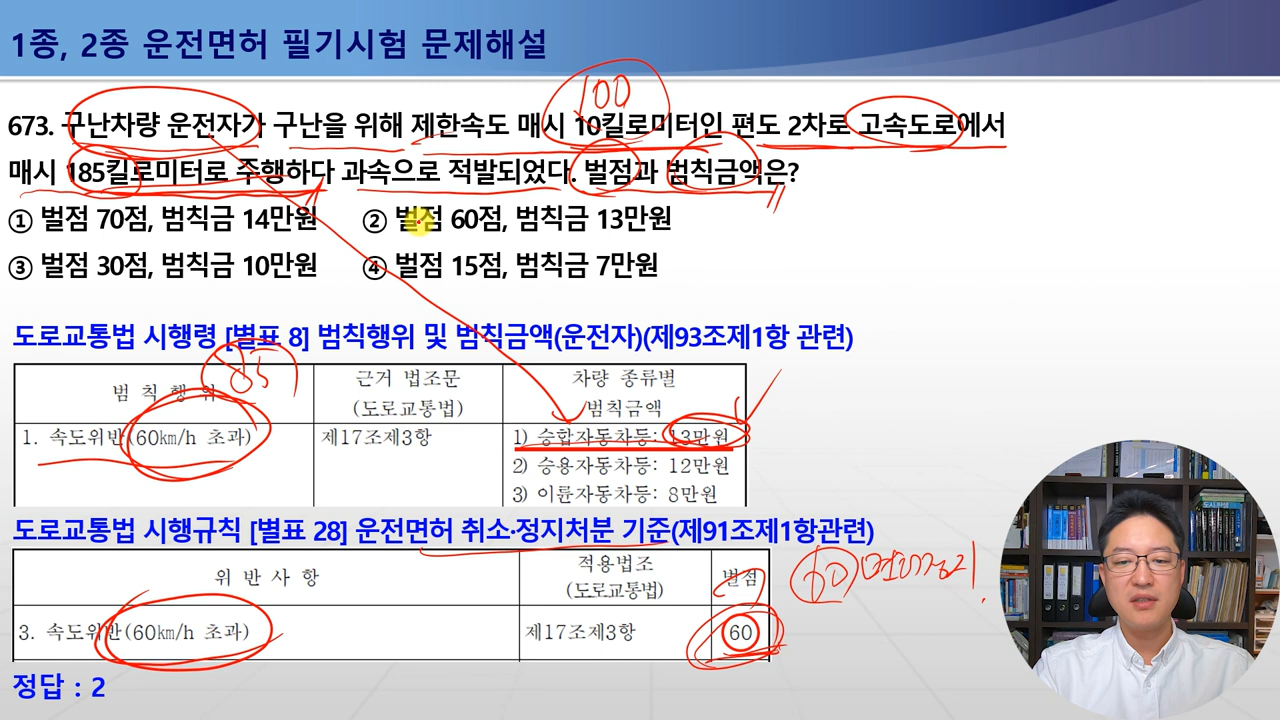 1종, 2종 운전면허 필기시험 문제해설
100
673. 구난차량 운전자가 구난을 위해 제한속도 매시 10킬로미터인 편도 2차로 고속도로에서
매시 185킬로미터로 주행하다 과속으로 적발되었다. 벌점과 범칙금액은?
① 벌점 70점, 범칙금 14만원 ② 벌점 60점, 범칙금 13만원
③ 벌점 30점, 범칙금 10만원 ④ 벌점 15점, 범칙금 7만원
도로교통법 시행령 [별표 8] 범칙행위 및 범칙금액(운전자)(제93조제1항 관련)
85
범 칙 행 위 근거 법조문 차량 종류별
(도로교통법) 범칙금액
1. 속도위반(60km/h 초과) 제17조제3항 1) 승합자동차등: 13만원
2) 승용자동차등: 12만원
3) 이륜자동차등: 8만원
도로교통법 시행규칙 [별표 28] 운전면허 취소·정지처분 기준(제91조제1항관련)
위 반 사 항 적용법조 벌점
(도로교통법)
60 면허정지
3. 속도위반(60km/h 초과) 제17조제3항 60
정답 : 2